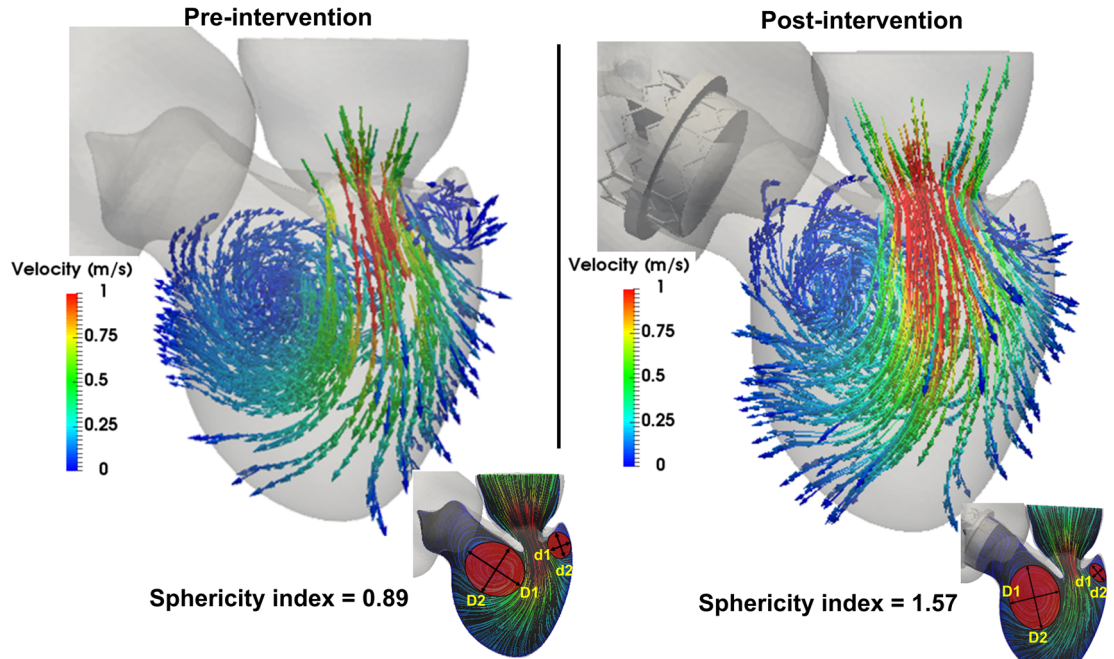 Pre-intervention
Velocity (m/s)
1
0.75
0.5
0.25
0
d1
d2
D1
D2
Sphericity index = 0.89
Post-intervention
Velocity (m/s)
1
0.75
0.5
0.25
0
d1
d2
D1
D2
Sphericity index = 1.57